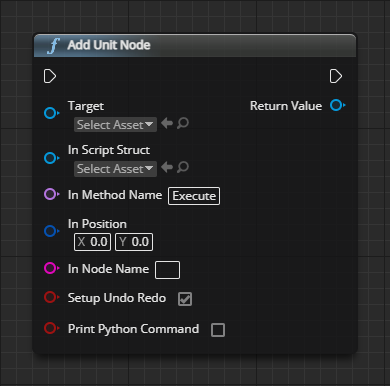 Add Unit Node
Target
Return Value
Select Asset
In Script Struct
Select Asset
In Method Name Execute
In Position
X 0.0 Y 0.0
In Node Name
Setup Undo Redo
Print Python Command